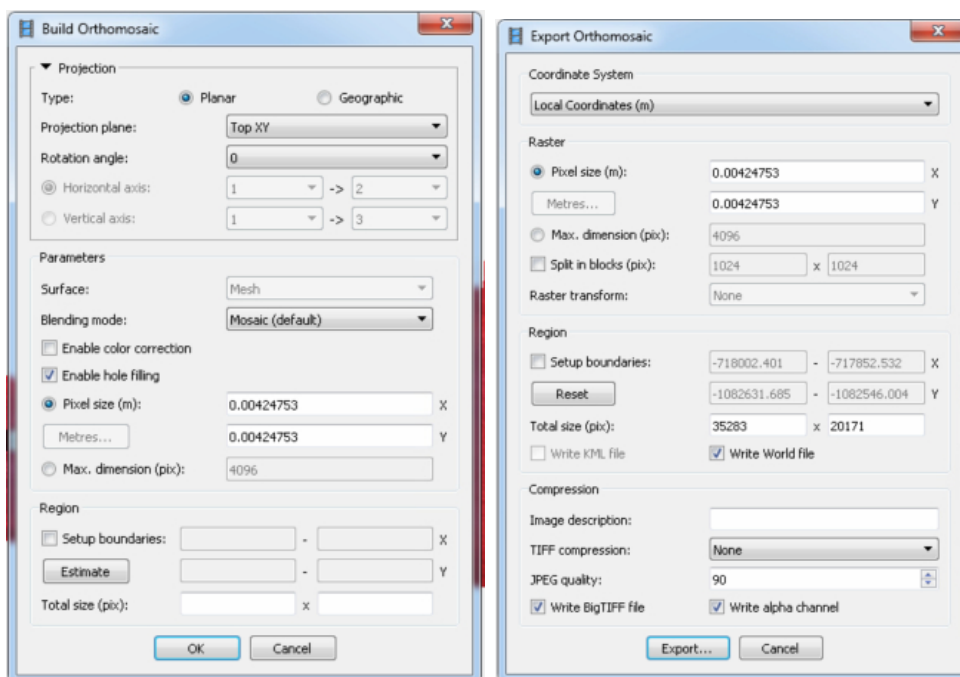 Build Orthomosaic
Projection
Type: Planar Geographic
Projection plane: Top XY
Rotation angle: 0
Horizontal axis: 1 -> 2
Vertical axis: 1 -> 3
Parameters
Surface: Mesh
Blending mode: Mosaic (default)
Enable color correction
Enable hole filling
Pixel size (m): 0.00424753 X
Metres... 0.00424753 Y
Max. dimension (pix): 4096
Region
Setup boundaries: - X
Estimate - Y
Total size (pix): x
OK Cancel
Export Orthomosaic
Coordinate System
Local Coordinates (m)
Raster
Pixel size (m): 0.00424753 X
Metres... 0.00424753 Y
Max. dimension (pix): 4096
Split in blocks (pix): 1024 x 1024
Raster transform: None
Region
Setup boundaries: -718002.401 - -717852.532 X
Reset -1082631.685 - -1082546.004 Y
Total size (pix): 35283 x 20171
Write KML file Write World file
Compression
Image description:
TIFF compression: None
JPEG quality: 90
Write BigTIFF file Write alpha channel
Export... Cancel